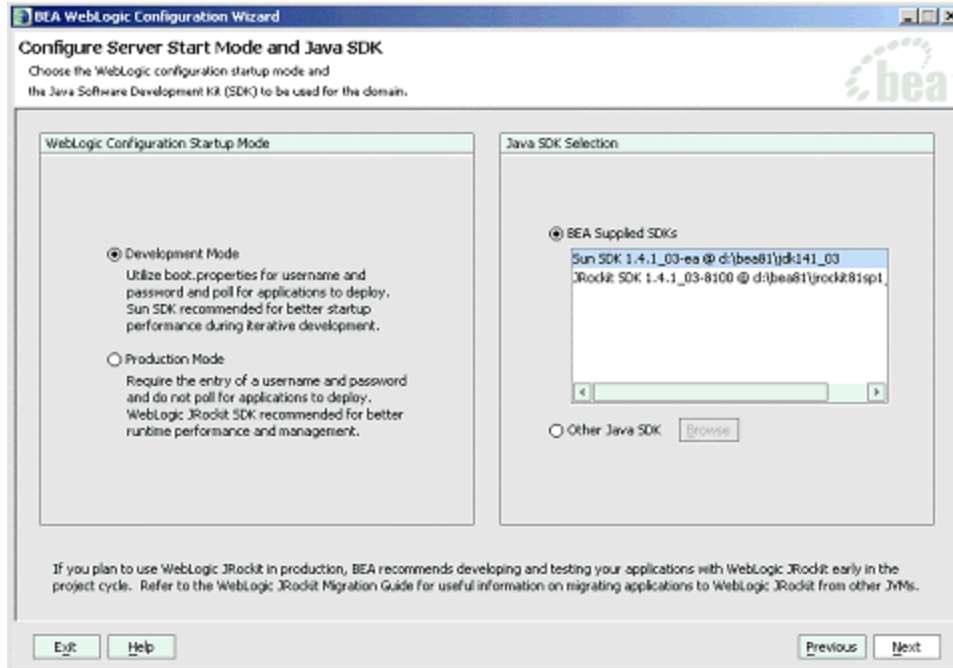 BEA WebLogic Configuration Wizard
Configure Server Start Mode and Java SDK
Choose the WebLogic configuration startup mode and
the Java Software Development Kit (SDK) to be used for the domain.
bea
WebLogic Configuration Startup Mode
Development Mode
Utilize boot.properties for username and
password and poll for applications to deploy.
Sun SDK recommended for better startup
performance during iterative development.
Production Mode
Require the entry of a username and password
and do not poll for applications to deploy.
WebLogic JRockit SDK recommended for better
runtime performance and management.
Java SDK Selection
BEA Supplied SDKs
Sun SDK 1.4.1_03-ea @ d:\bea81\jdk141_03
JRockit SDK 1.4.1_03-8100 @ d:\bea81\jrockit81sp1_
Other Java SDK
Browse
If you plan to use WebLogic JRockit in production, BEA recommends developing and testing your applications with WebLogic JRockit early in the
project cycle. Refer to the WebLogic JRockit Migration Guide for useful information on migrating applications to WebLogic JRockit from other JVMs.
Exit
Help
Previous
Next